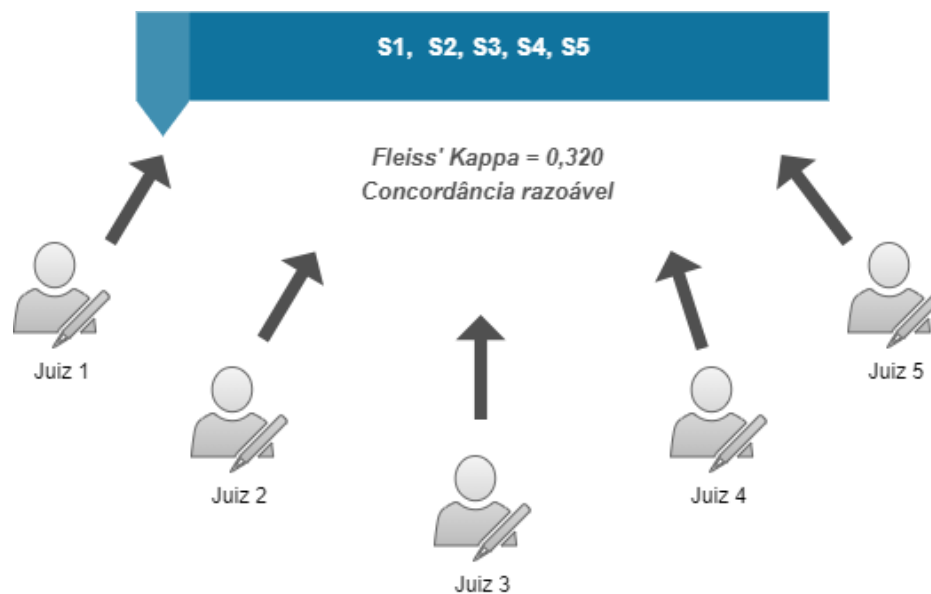 S1, S2, S3, S4, S5
Fleiss' Kappa = 0,320
Concordância razoável
Juiz 1
Juiz 5
Juiz 2
Juiz 4
Juiz 3